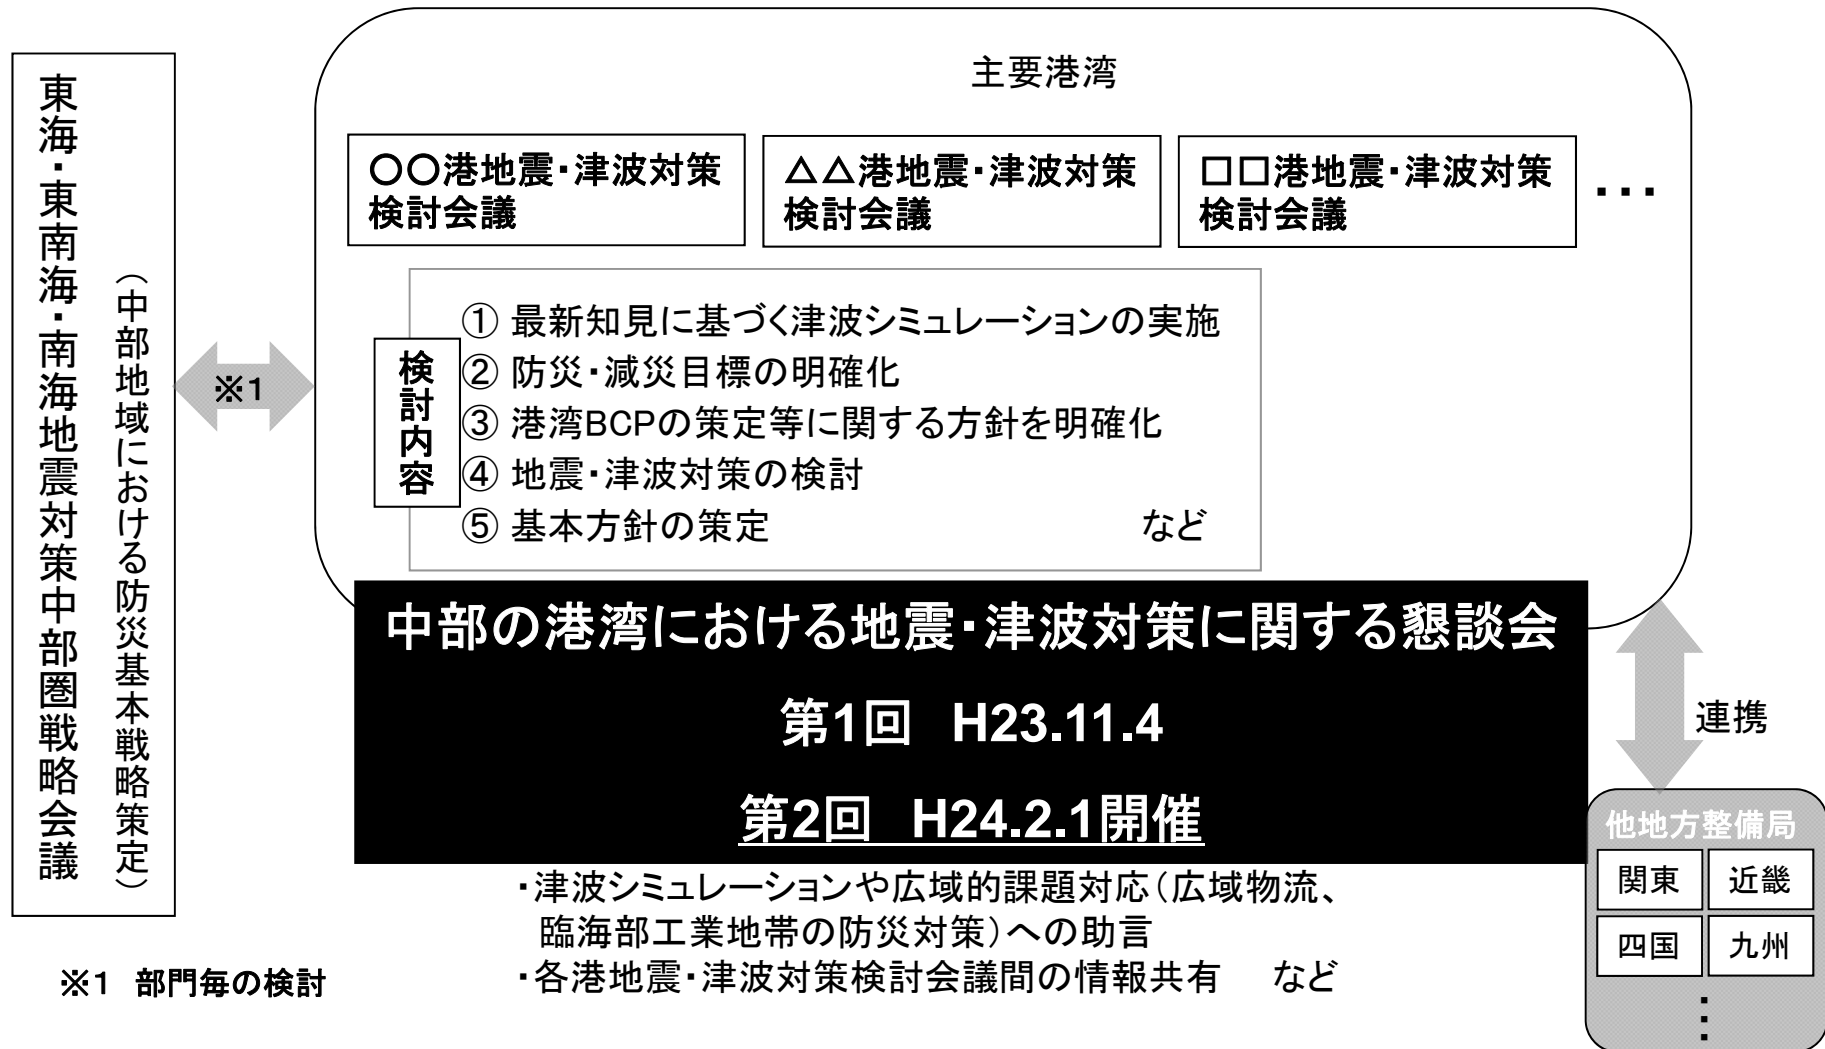 東海・東南海・南海地震対策中部圏戦略会議
（中部地域における防災基本戦略策定）
※1
主要港湾
○○港地震・津波対策
検討会議
△△港地震・津波対策
検討会議
□□港地震・津波対策
検討会議
・・・
検討内容
① 最新知見に基づく津波シミュレーションの実施
② 防災・減災目標の明確化
③ 港湾BCPの策定等に関する方針を明確化
④ 地震・津波対策の検討
⑤ 基本方針の策定 など
中部の港湾における地震・津波対策に関する懇談会
第1回 H23.11.4
第2回 H24.2.1開催
・津波シミュレーションや広域的課題対応（広域物流、
臨海部工業地帯の防災対策）への助言
・各港地震・津波対策検討会議間の情報共有 など
連携
他地方整備局
関東 近畿
四国 九州
・・・
※1 部門毎の検討